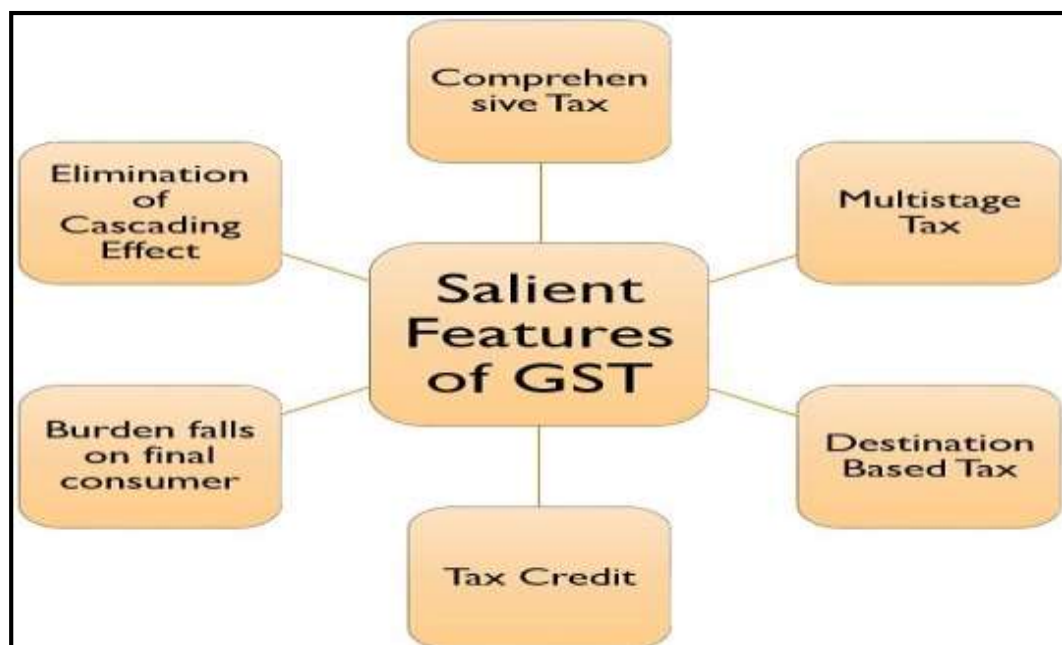 Comprehen
sive Tax
Elimination
of
Cascading
Effect
Multistage
Tax
Salient
Features
of GST
Burden falls
on final
consumer
Destination
Based Tax
Tax Credit